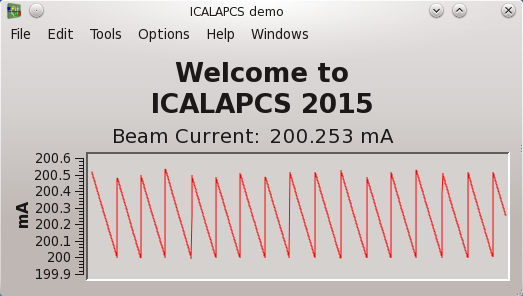 ICALAPCS demo
File Edit Tools Options Help Windows
Welcome to
ICALAPCS 2015
Beam Current: 200.253 mA
mA
200.6
200.5
200.4
200.3
200.2
200.1
200
199.9